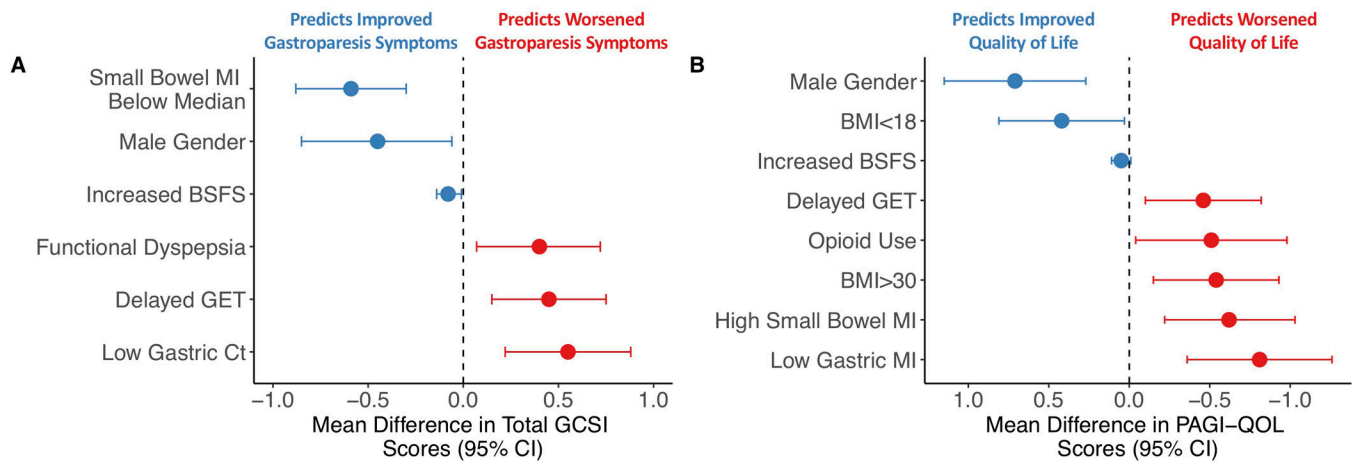 Predicts Improved
Gastroparesis Symptoms
Predicts Worsened
Gastroparesis Symptoms
A
Small Bowel MI
Below Median
Male Gender
Increased BSFS
Functional Dyspepsia
Delayed GET
Low Gastric Ct
−1.0 −0.5 0.0 0.5 1.0
Mean Difference in Total GCSI
Scores (95% CI)
Predicts Improved
Quality of Life
Predicts Worsened
Quality of Life
B
Male Gender
BMI<18
Increased BSFS
Delayed GET
Opioid Use
BMI>30
High Small Bowel MI
Low Gastric MI
1.0 0.5 0.0 −0.5 −1.0
Mean Difference in PAGI−QOL
Scores (95% CI)